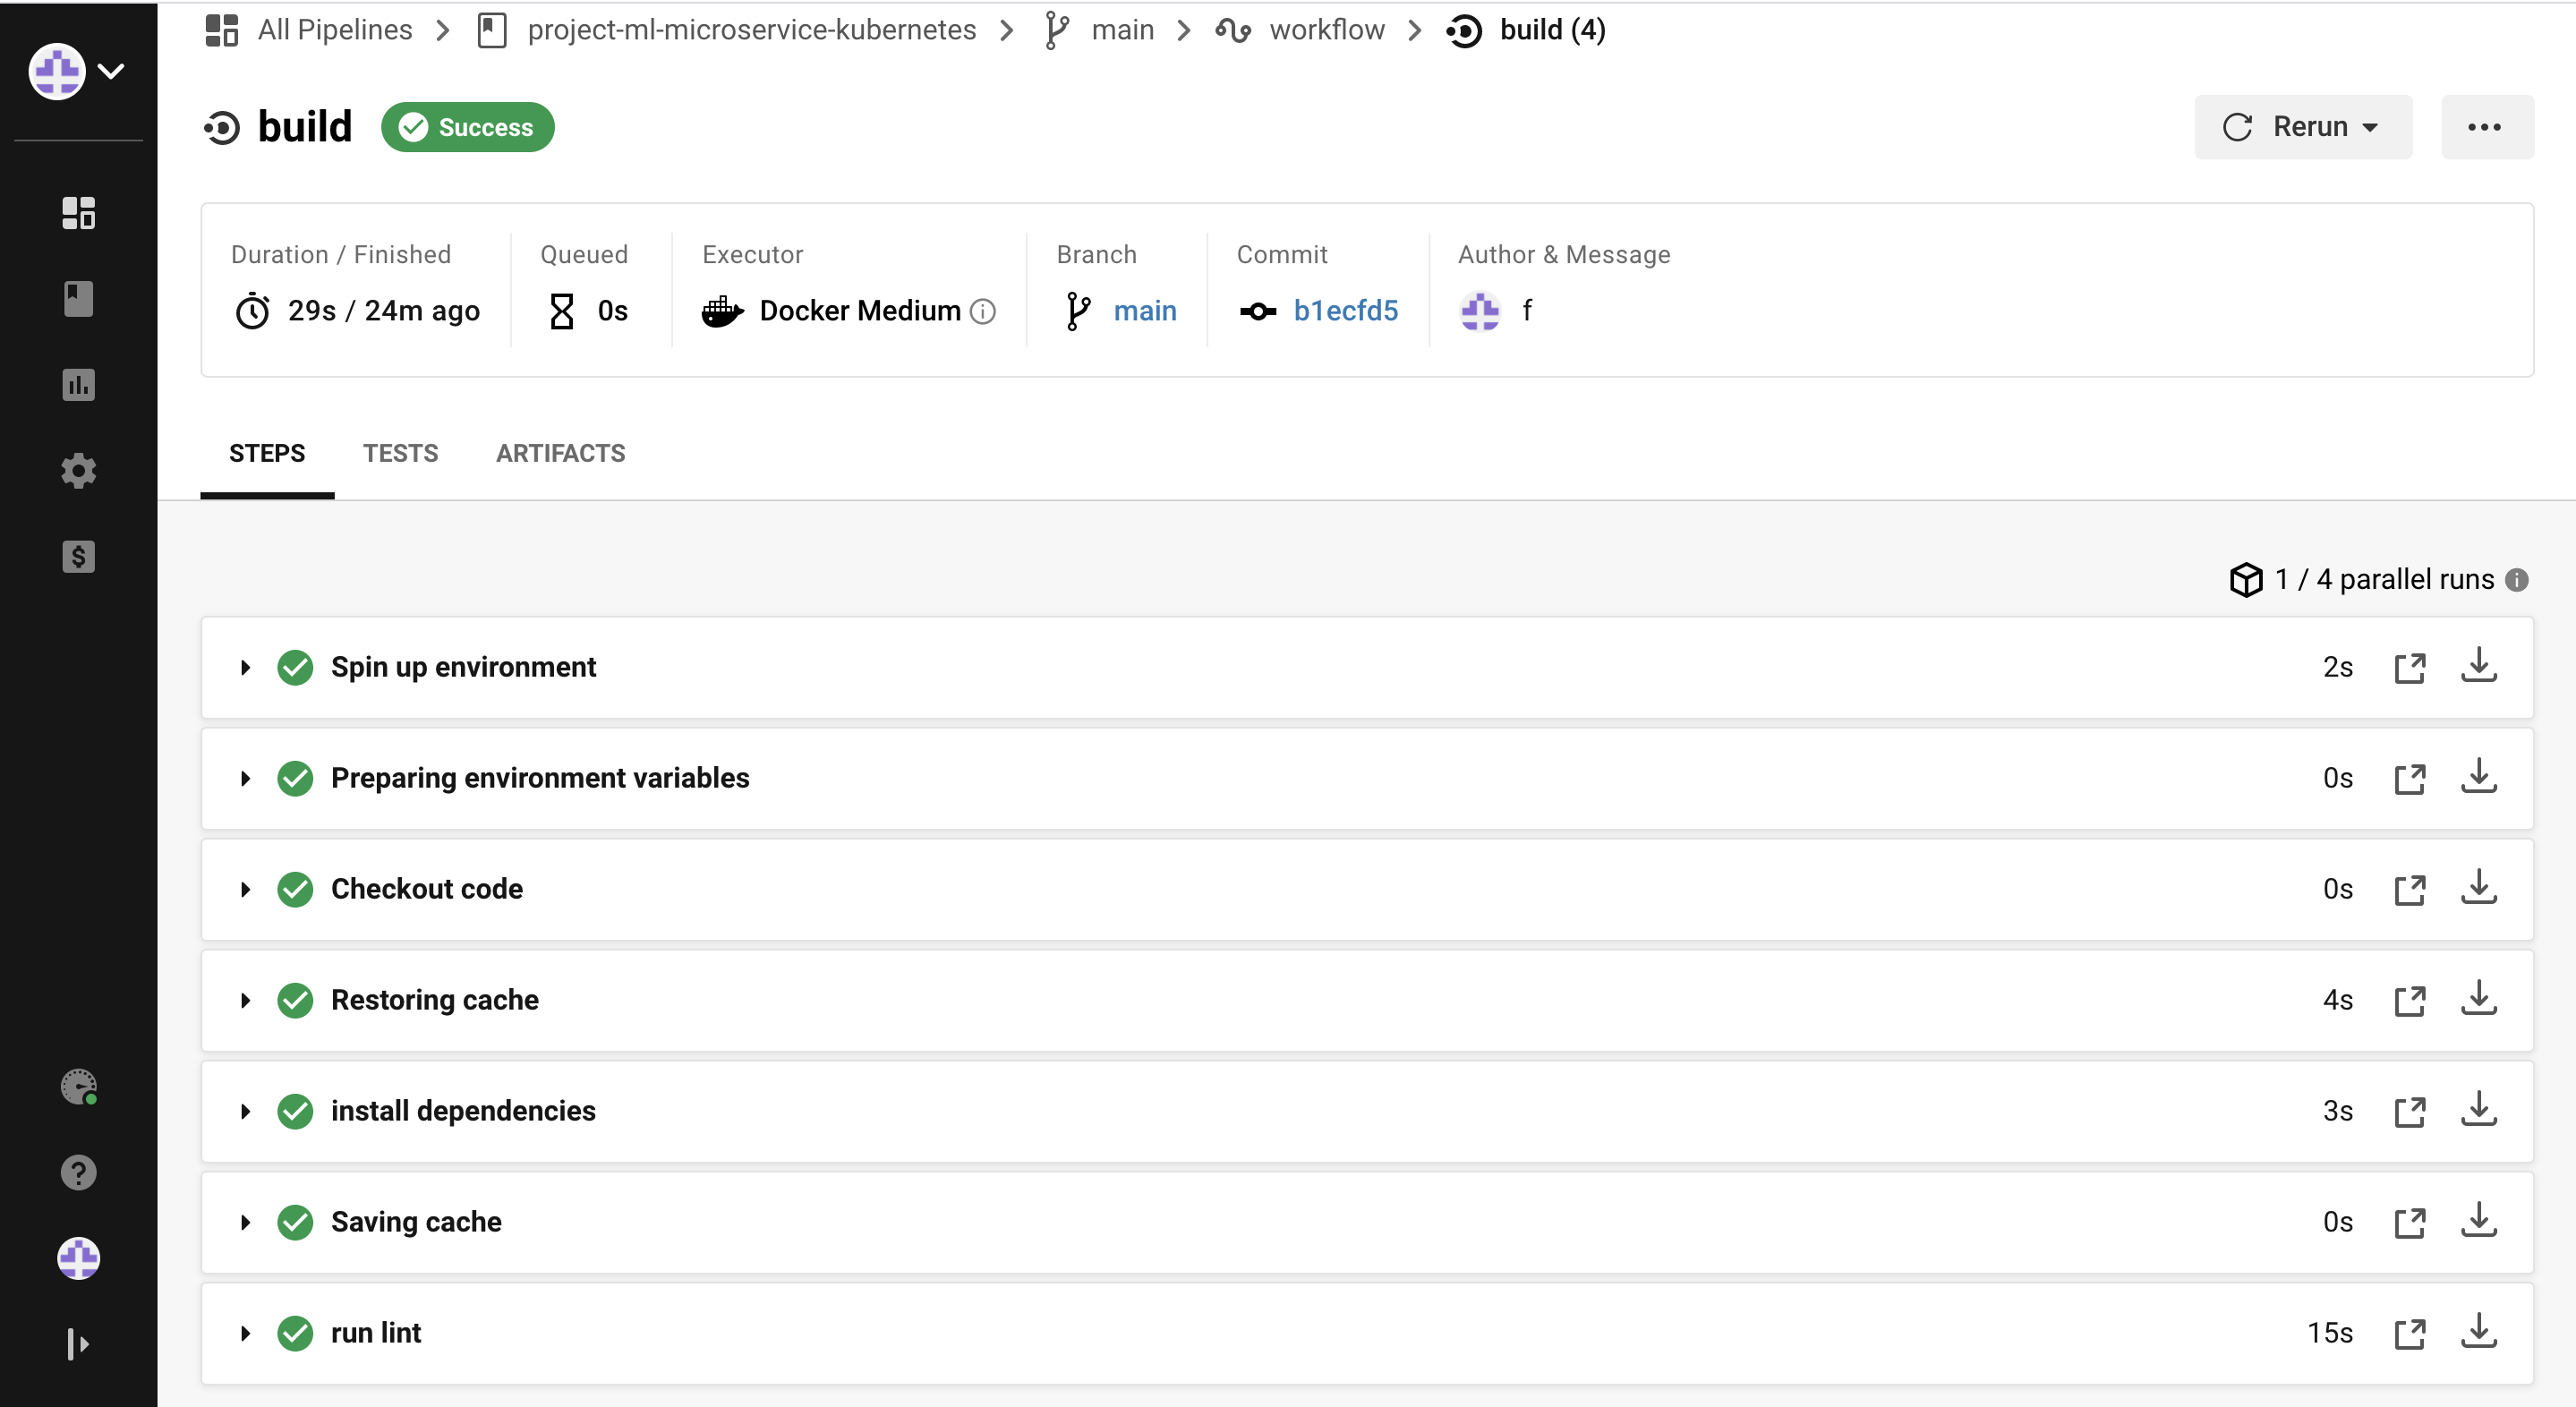 All Pipelines project-ml-microservice-kubernetes main workflow build (4)
build Success Rerun
Duration / Finished Queued Executor Branch Commit Author & Message
29s / 24m ago 0s Docker Medium main b1ecfd5 f
STEPS TESTS ARTIFACTS
1 / 4 parallel runs
Spin up environment 2s
Preparing environment variables 0s
Checkout code 0s
Restoring cache 4s
install dependencies 3s
Saving cache 0s
run lint 15s